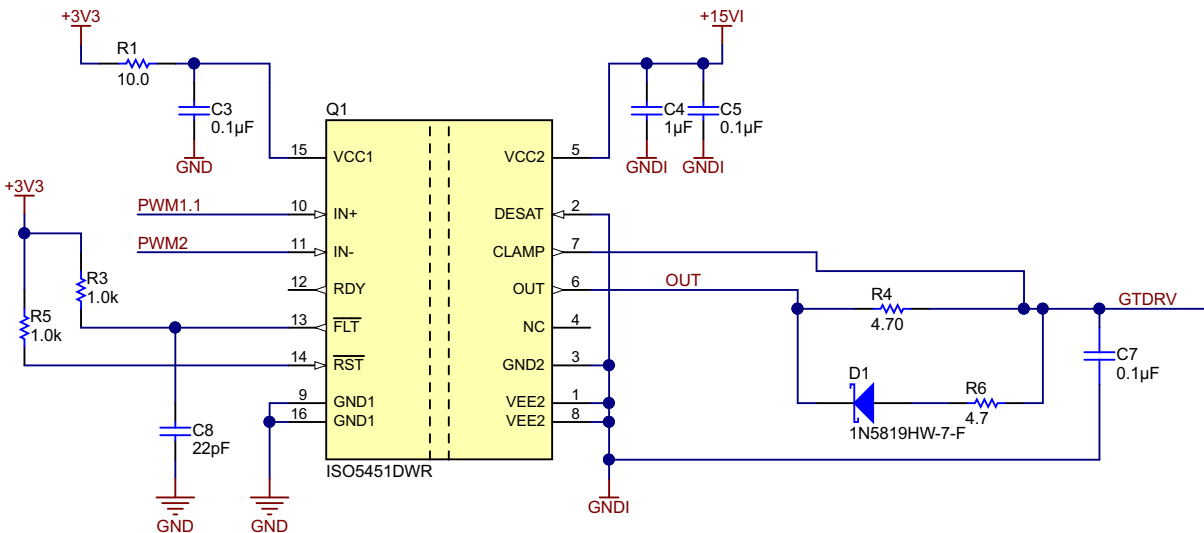 +3V3
+15VI
R1
10.0
C3
0.1µF
GND
Q1
C4
1µF
C5
0.1µF
GNDI
GNDI
15
VCC1
VCC2
5
+3V3
PWM1.1
10
IN+
DESAT
2
PWM2
11
IN-
CLAMP
7
12
RDY
OUT
6
OUT
R3
1.0k
R4
4.70
GTDRV
R5
1.0k
13
FLT
NC
4
14
RST
GND2
3
C7
0.1µF
D1
1N5819HW-7-F
R6
4.7
9
GND1
VEE2
1
16
GND1
VEE2
8
C8
22pF
ISO5451DWR
GND
GND
GNDI